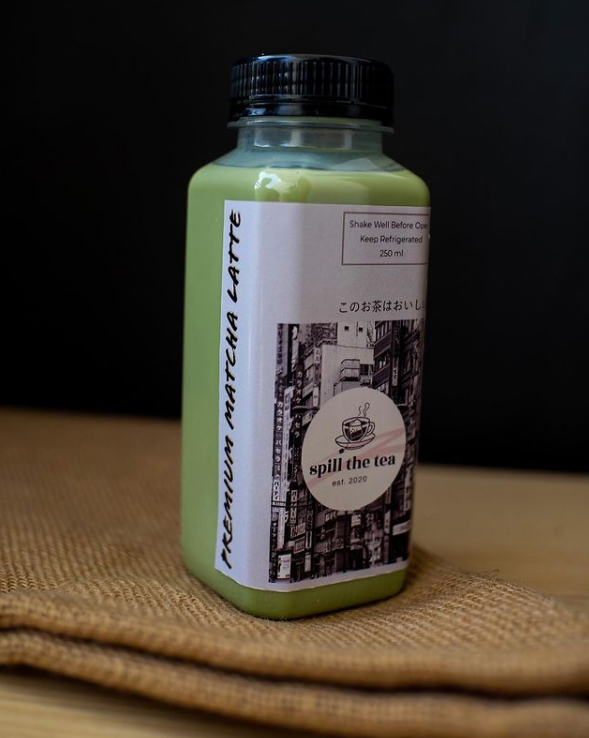 PREMIUM MATCHA LATTE
Shake Well Before
Keep Refrigerated
250 ml
このお茶はおいし
spill the tea
est. 2020